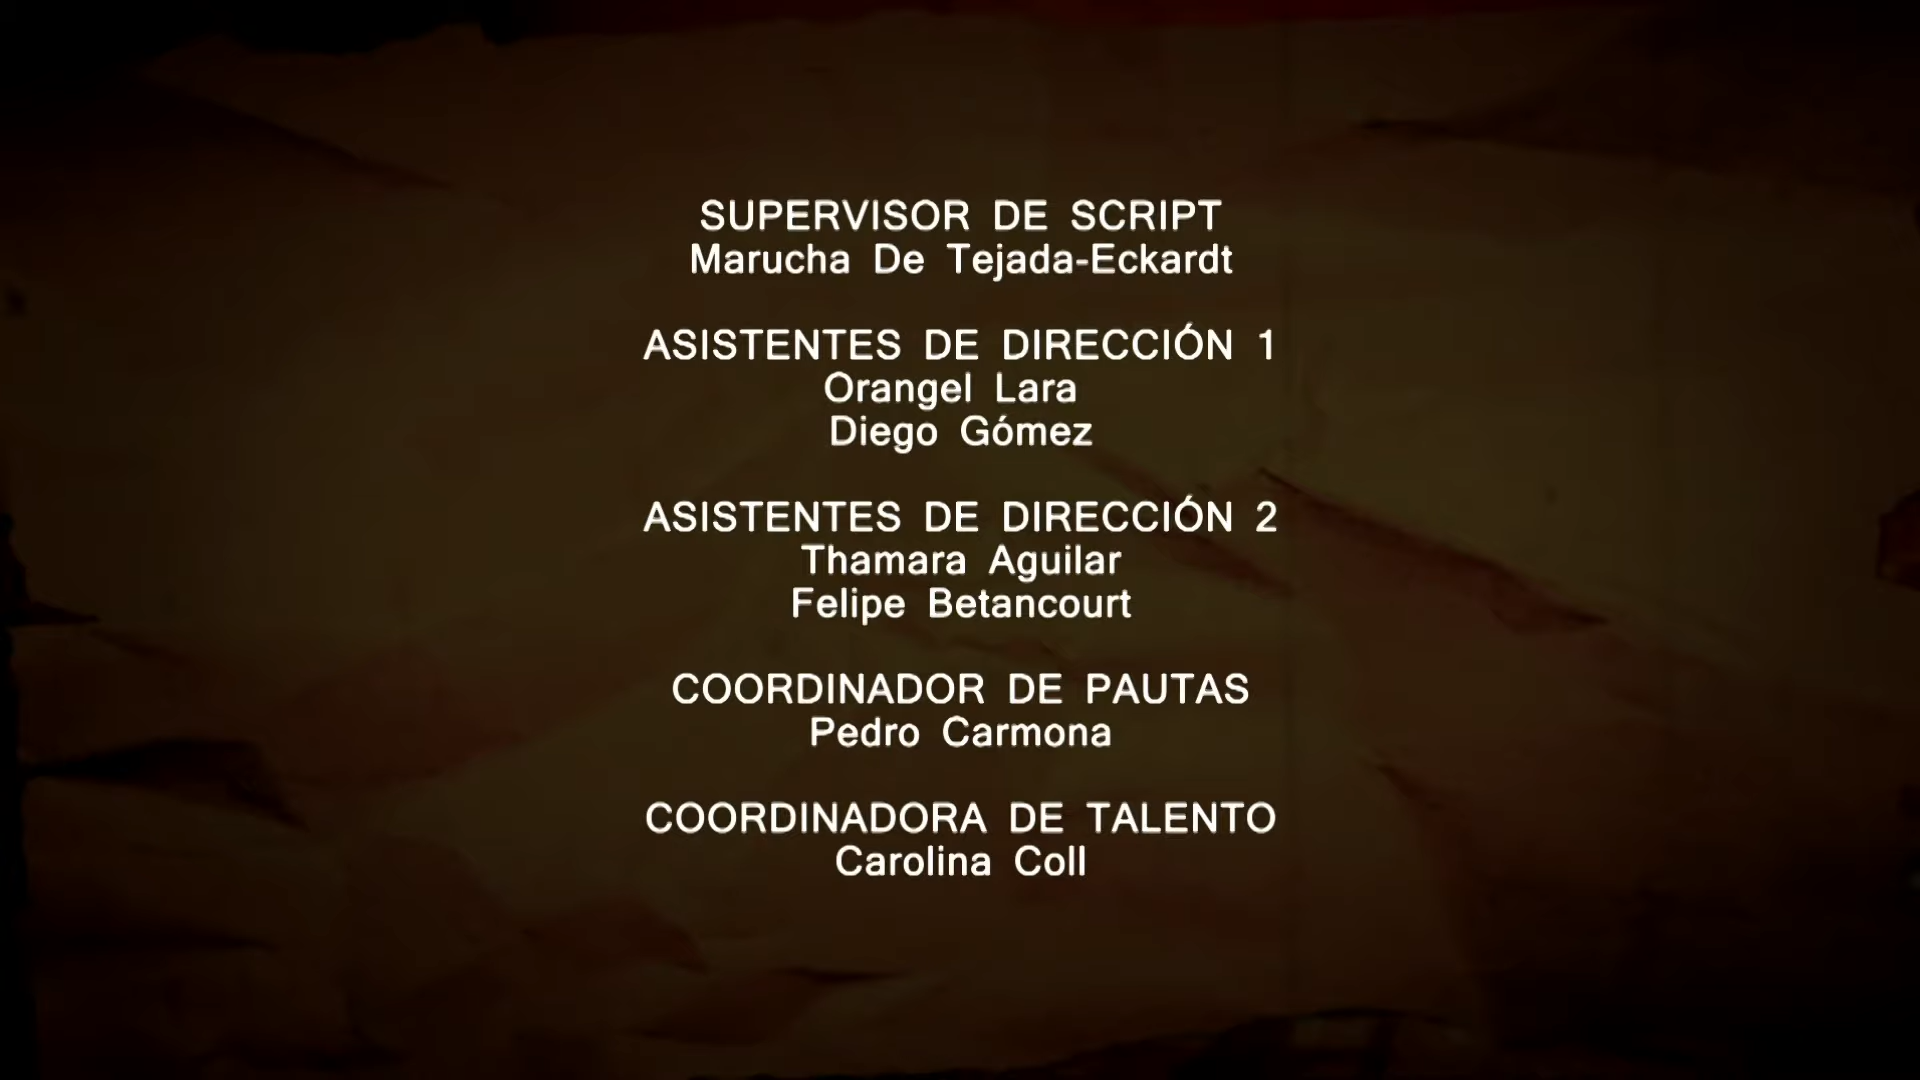 SUPERVISOR DE SCRIPT
Marucha De Tejada-Eckardt
ASISTENTES DE DIRECCIÓN 1
Orangel Lara
Diego Gómez
ASISTENTES DE DIRECCIÓN 2
Thamara Aguilar
Felipe Betancourt
COORDINADOR DE PAUTAS
Pedro Carmona
COORDINADORA DE TALENTO
Carolina Coll